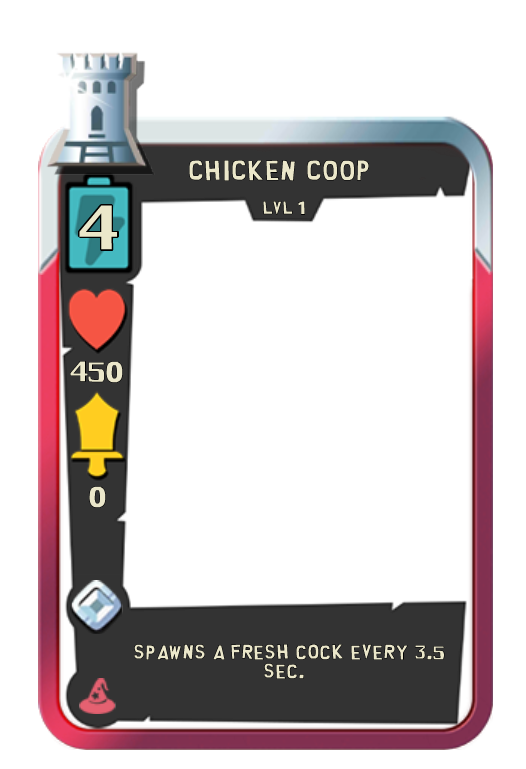 CHICKEN COOP
LVL 1
4
450
0
SPAWNS A FRESH COCK EVERY 3.5
SEC.